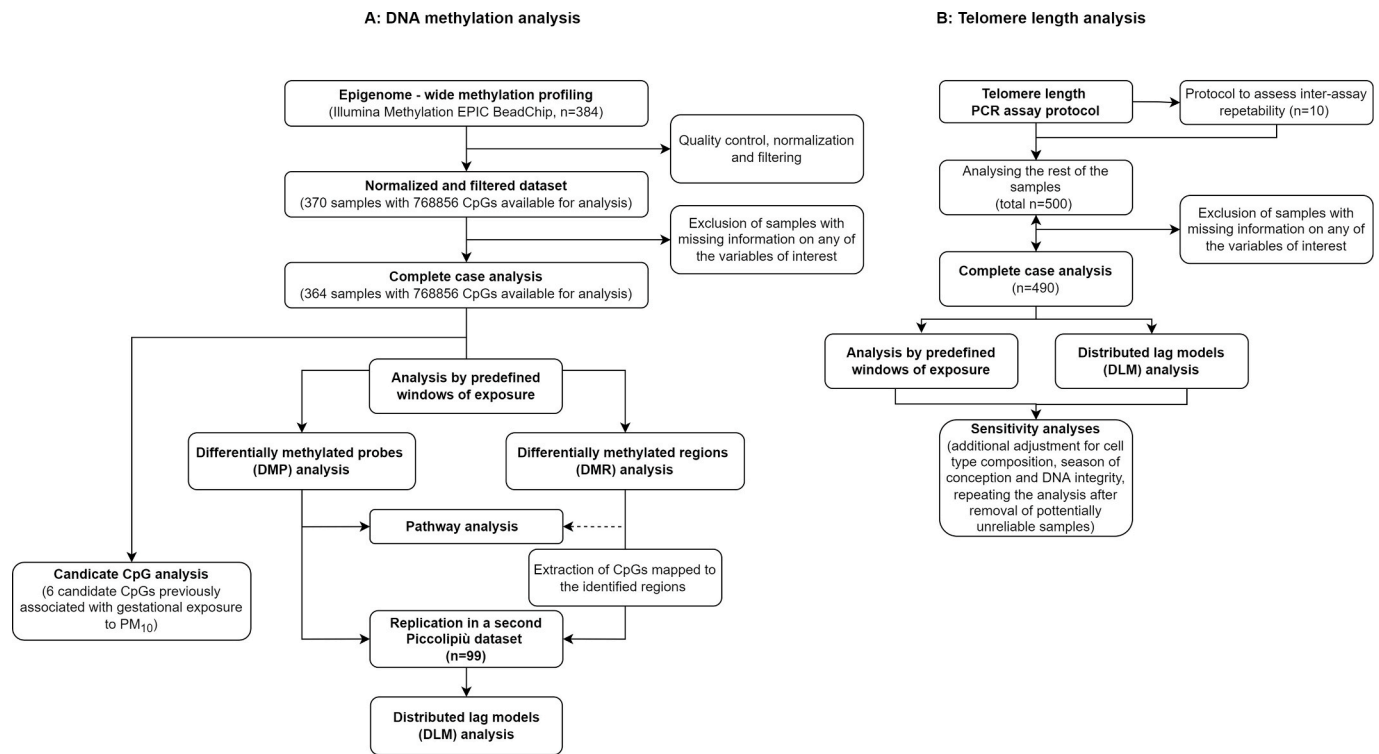 A: DNA methylation analysis
Epigenome - wide methylation profiling
(Illumina Methylation EPIC BeadChip, n=384)
Quality control, normalization
and filtering
Normalized and filtered dataset
(370 samples with 768856 CpGs available for analysis)
Exclusion of samples with
missing information on any of
the variables of interest
Complete case analysis
(364 samples with 768856 CpGs available for analysis)
Analysis by predefined
windows of exposure
Differentially methylated probes
(DMP) analysis
Differentially methylated regions
(DMR) analysis
Pathway analysis
Extraction of CpGs mapped to
the identified regions
Candicate CpG analysis
(6 candidate CpGs previously
associated with gestational exposure
to PM10)
Replication in a second
Piccolipiù dataset
(n=99)
Distributed lag models
(DLM) analysis
B: Telomere length analysis
Telomere length
PCR assay protocol
Protocol to assess inter-assay
repetability (n=10)
Analysing the rest of the
samples
(total n=500)
Exclusion of samples with
missing information on any of
the variables of interest
Complete case analysis
(n=490)
Analysis by predefined
windows of exposure
Distributed lag models
(DLM) analysis
Sensitivity analyses
(additional adjustment for cell
type composition, season of
conception and DNA integrity,
repeating the analysis after
removal of pottentially
unreliable samples)